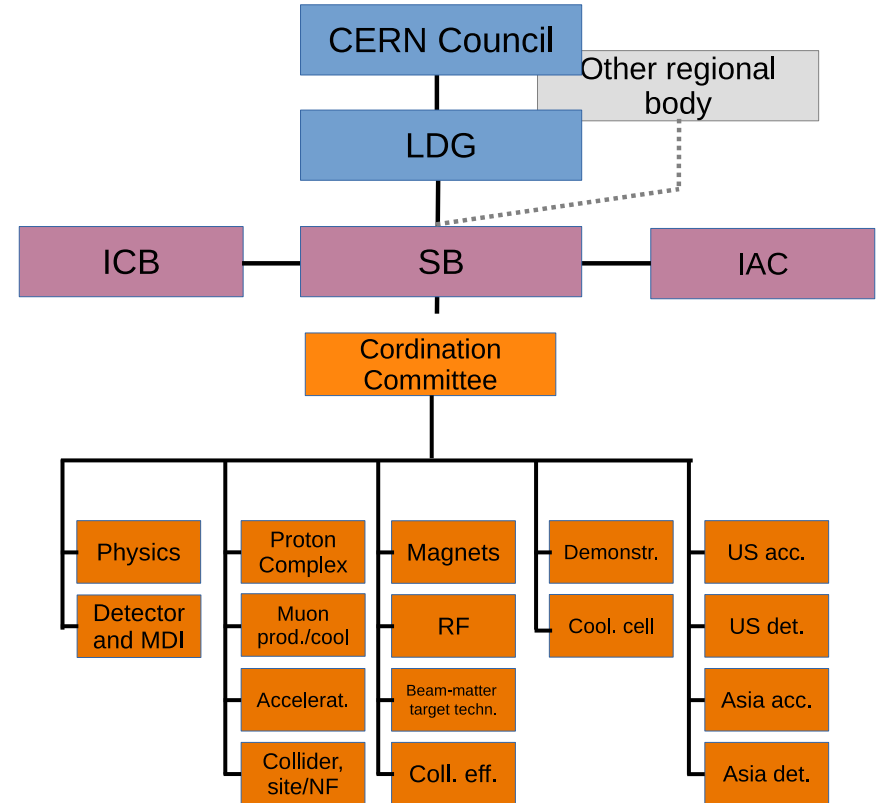 CERN Council
Other regional
body
LDG
ICB
SB
IAC
Cordination
Committee
Physics
Proton
Complex
Magnets
Demonstr.
US acc.
Detector
and MDI
Muon
prod./cool
RF
Cool. cell
US det.
Accelerat.
Beam-matter
target techn.
Asia acc.
Collider,
site/NF
Coll. eff.
Asia det.